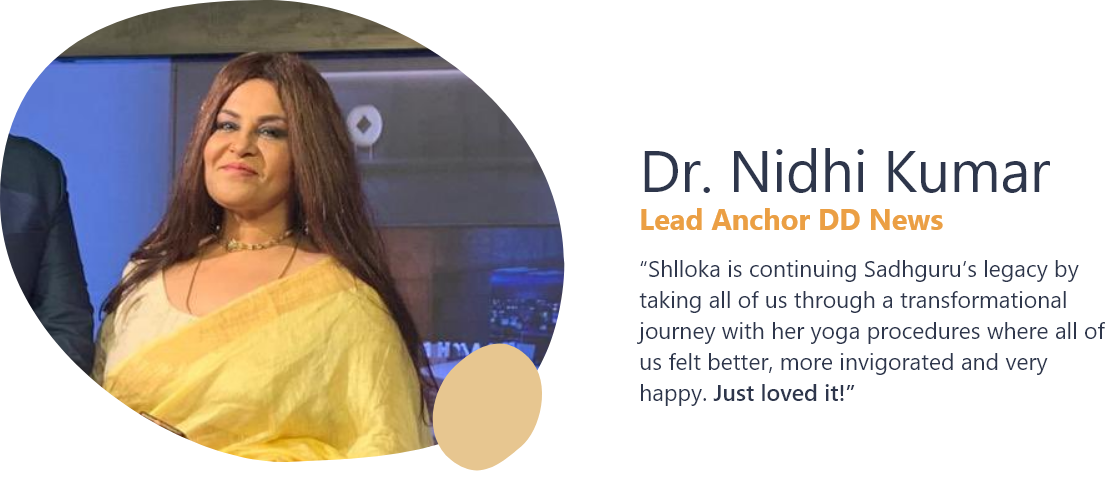 Dr. Nidhi Kumar
Lead Anchor DD News
“Shlloka is continuing Sadhguru’s legacy by
taking all of us through a transformational
journey with her yoga procedures where all of
us felt better, more invigorated and very
happy. Just loved it!”